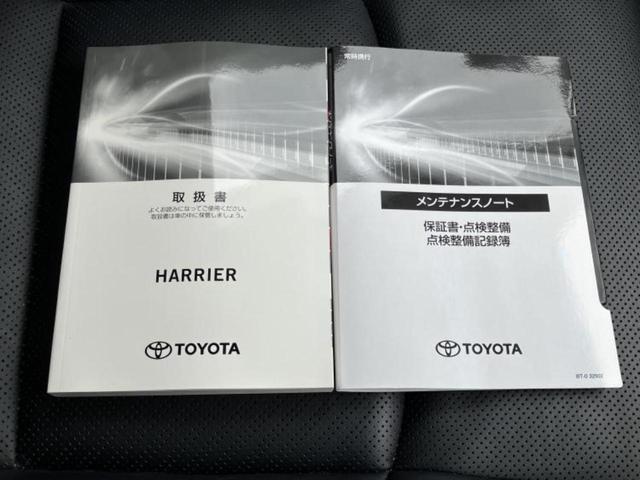 取扱書
よくお読みになってご使用ください。
取扱書は車の中に保管しましょう。
HARRIER
TOYOTA
常時携行
メンテナンスノート
保証書・点検整備
点検整備記録簿
TOYOTA